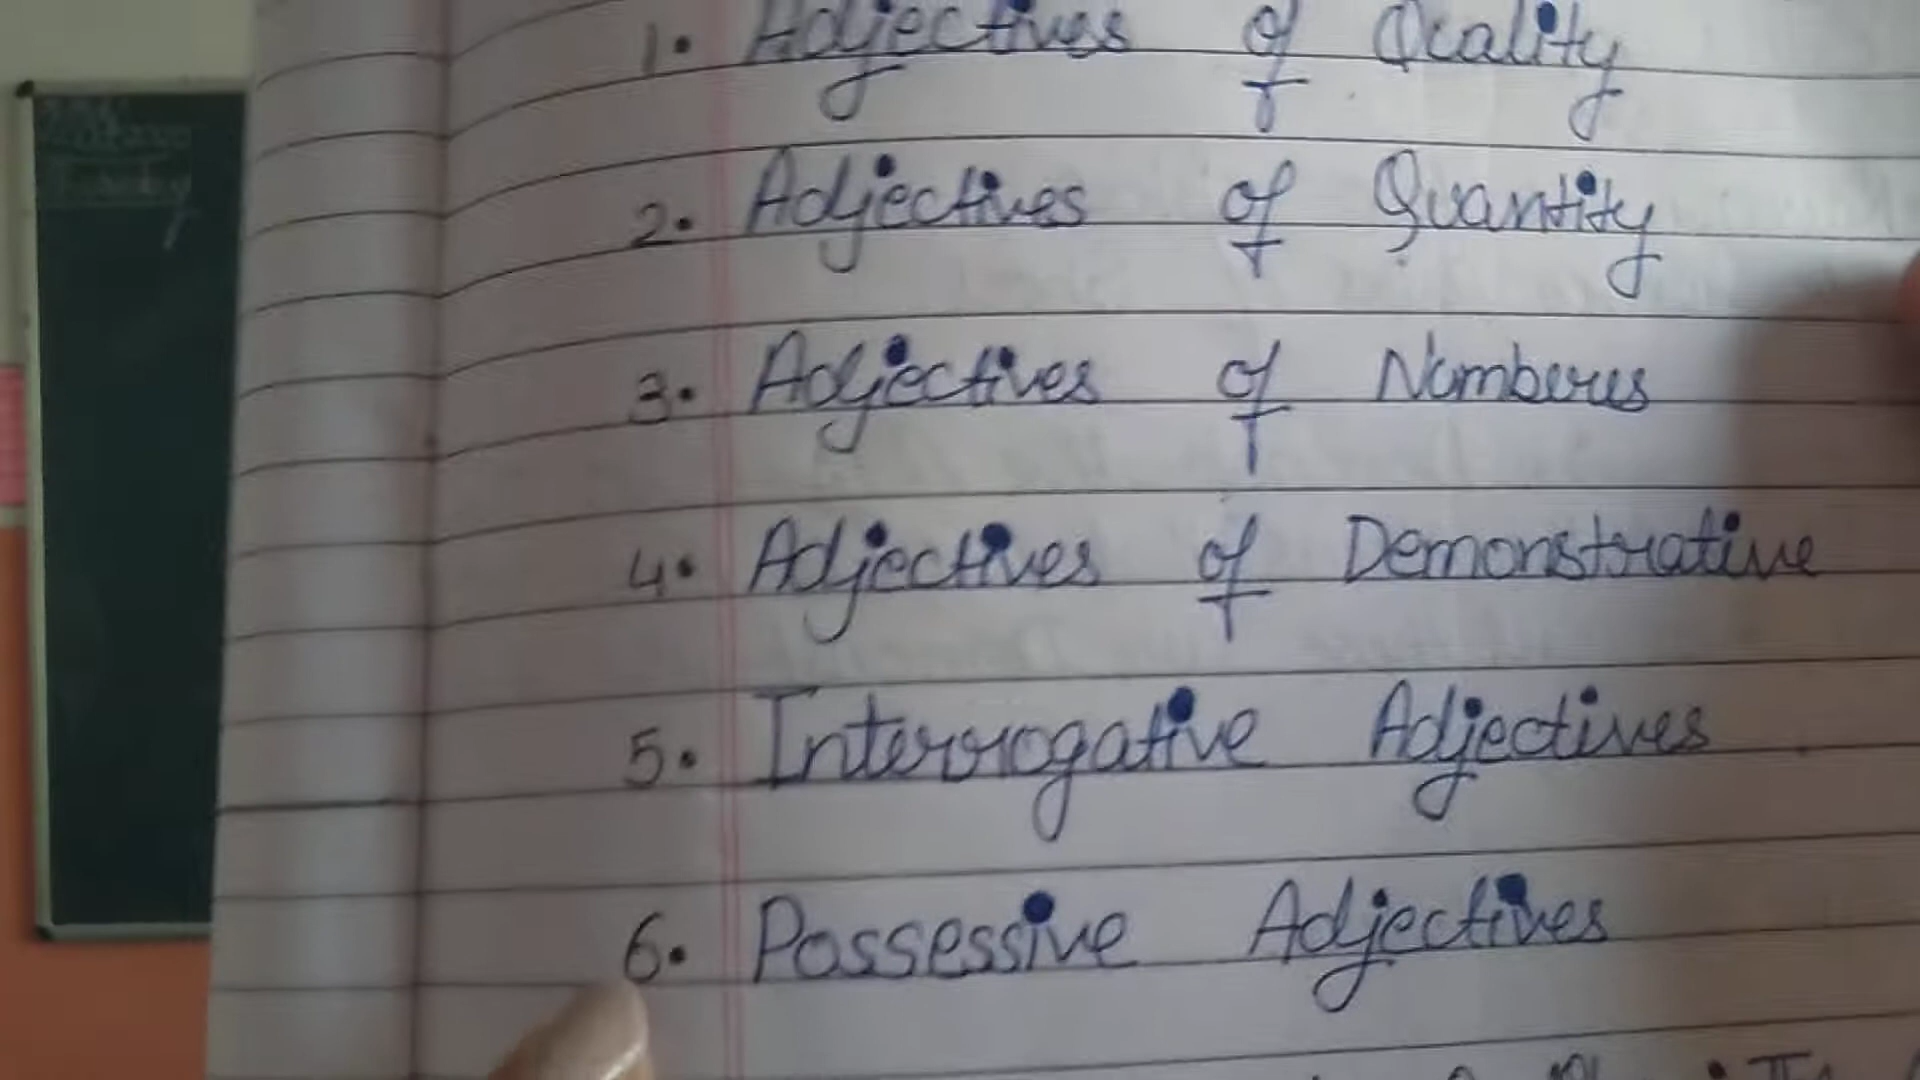 1. Adjectives of Quality
2. Adjectives of Quantity
3. Adjectives of Numbers
4. Adjectives of Demonstrative
5. Interrogative Adjectives
6. Possessive Adjectives